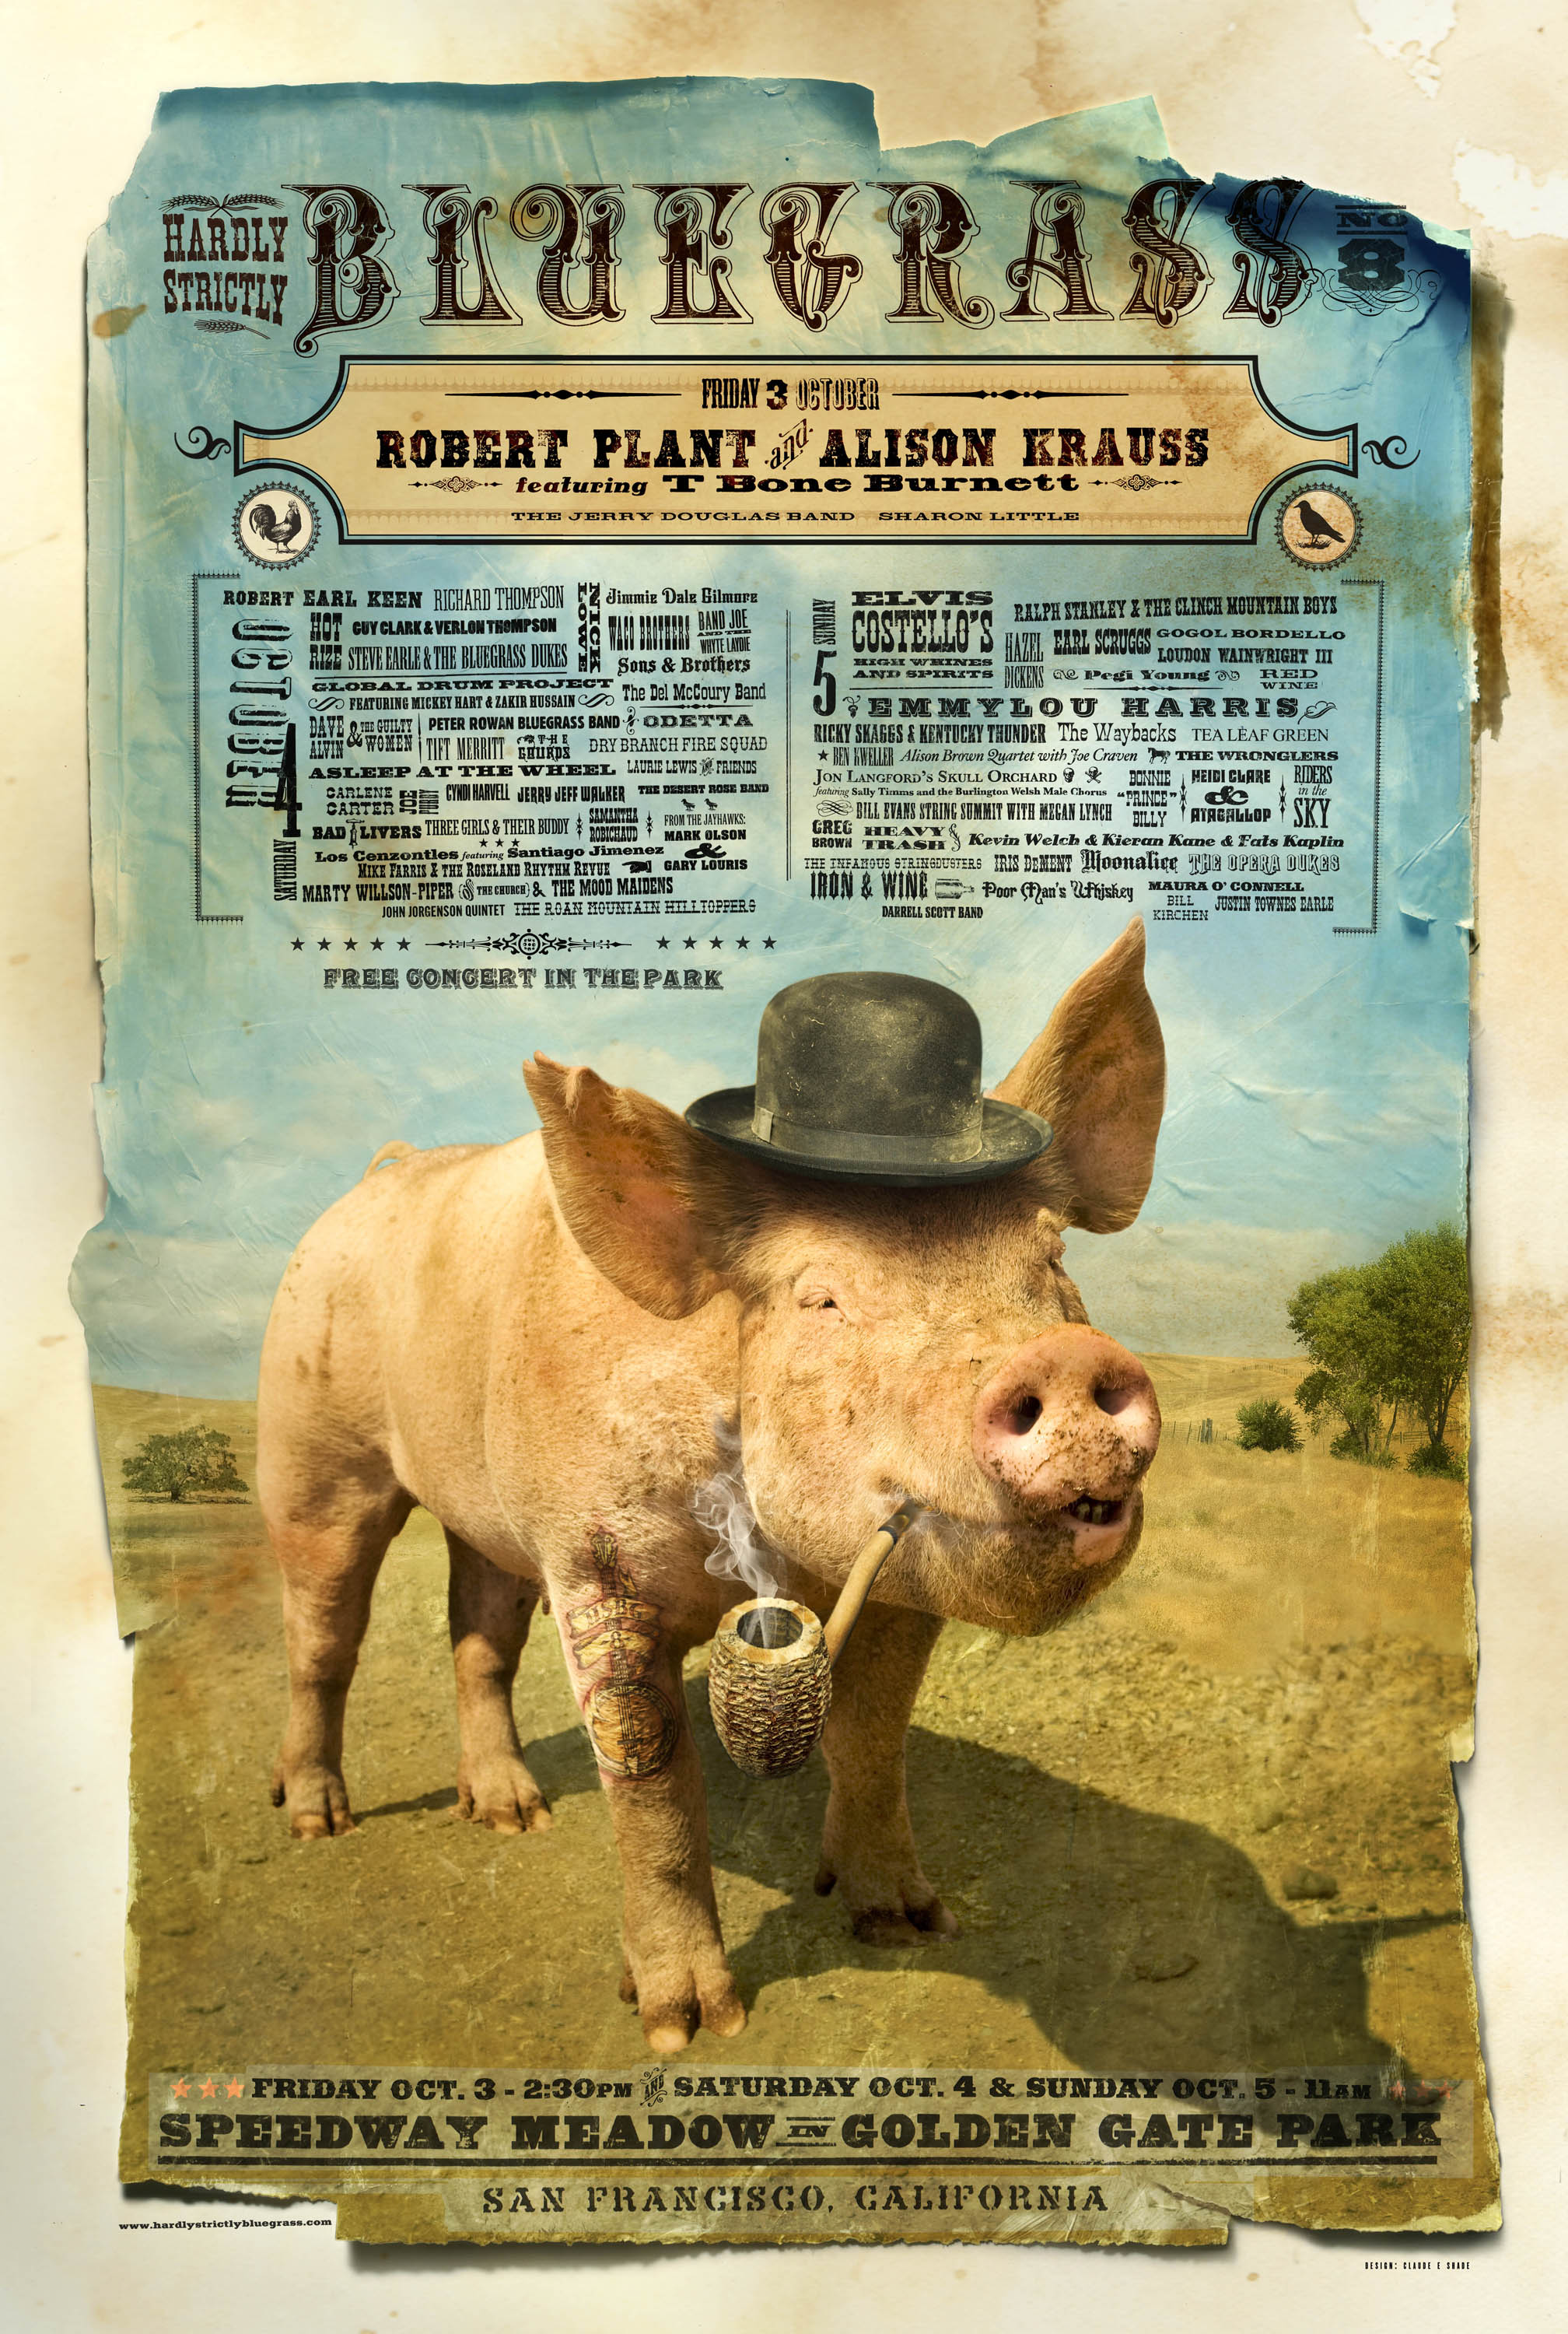 HARDLY
STRICTLY
BLUEGRASS
NO
8
FRIDAY 3 OCTOBER
ROBERT PLANT and ALISON KRAUSS
featuring T Bone Burnett
THE JERRY DOUGLAS BAND SHARON LITTLE
OCTOBER
4
SATURDAY
ROBERT EARL KEEN RICHARD THOMPSON
NICK LOWE
Jimmie Dale Gilmore
HOT RIZE
GUY CLARK & VERLON THOMPSON
STEVE EARLE & THE BLUEGRASS DUKES
WACO BROTHERS
BAND JOE AND THE WHYTE LAYDIE
Sons & Brothers
GLOBAL DRUM PROJECT
FEATURING MICKEY HART & ZAKIR HUSSAIN
The Del McCoury Band
DAVE ALVIN & THE GUILTY WOMEN
PETER ROWAN BLUEGRASS BAND
ODETTA
TIFT MERRITT
THE GOURDS
DRY BRANCH FIRE SQUAD
ASLEEP AT THE WHEEL
LAURIE LEWIS & FRIENDS
CARLENE CARTER
JOE PURDY
CYNDI HARVELL
JERRY JEFF WALKER
THE DESERT ROSE BAND
BAD LIVERS
THREE GIRLS & THEIR BUDDY
SAMANTHA ROBICHAUD
FROM THE JAYHAWKS:
MARK OLSON
&
GARY LOURIS
Los Cenzontles featuring Santiago Jimenez
MIKE FARRIS & THE ROSELAND RHYTHM REVUE
MARTY WILLSON-PIPER (THE CHURCH) & THE MOOD MAIDENS
JOHN JORGENSON QUINTET THE ROAN MOUNTAIN HILLTOPPERS
SUNDAY
5
ELVIS
COSTELLO'S
HIGH WHINES
AND SPIRITS
RALPH STANLEY & THE CLINCH MOUNTAIN BOYS
HAZEL DICKENS
EARL SCRUGGS
GOGOL BORDELLO
LOUDON WAINWRIGHT III
Pegi Young
RED WINE
EMMYLOU HARRIS
RICKY SKAGGS & KENTUCKY THUNDER The Waybacks TEA LEAF GREEN
BEN KWELLER Alison Brown Quartet with Joe Craven THE WRONGLERS
JON LANGFORD'S SKULL ORCHARD
featuring Sally Timms and the Burlington Welsh Male Chorus
BONNIE "PRINCE" BILLY
HEIDI CLARE & ATAGALLOP
RIDERS in the SKY
BILL EVANS STRING SUMMIT WITH MEGAN LYNCH
GREG BROWN
HEAVY TRASH
Kevin Welch & Kieran Kane & Fats Kaplin
THE INFAMOUS STRINGDUSTERS IRIS DEMENT Moonalice THE OPERA DUKES
IRON & WINE
Poor Man's Whiskey
MAURA O'CONNELL
DARRELL SCOTT BAND
BILL KIRCHEN
JUSTIN TOWNES EARLE
FREE CONCERT IN THE PARK
FRIDAY OCT. 3 - 2:30PM AND SATURDAY OCT. 4 & SUNDAY OCT. 5 - 11AM
SPEEDWAY MEADOW IN GOLDEN GATE PARK
SAN FRANCISCO, CALIFORNIA
www.hardlystrictlybluegrass.com
DESIGN: CLAUDE E SHADE